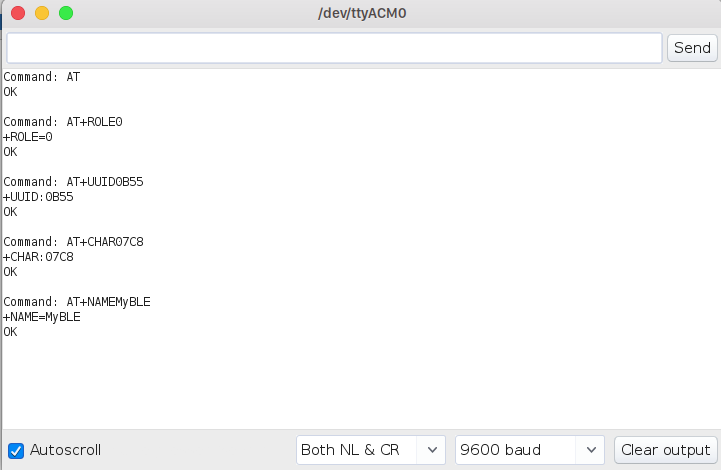 /dev/ttyACM0
Send
Command: AT
OK
Command: AT+ROLE0
+ROLE=0
OK
Command: AT+UUID0B55
+UUID:0B55
OK
Command: AT+CHAR07C8
+CHAR:07C8
OK
Command: AT+NAMEMyBLE
+NAME=MyBLE
OK
Autoscroll
Both NL & CR
9600 baud
Clear output